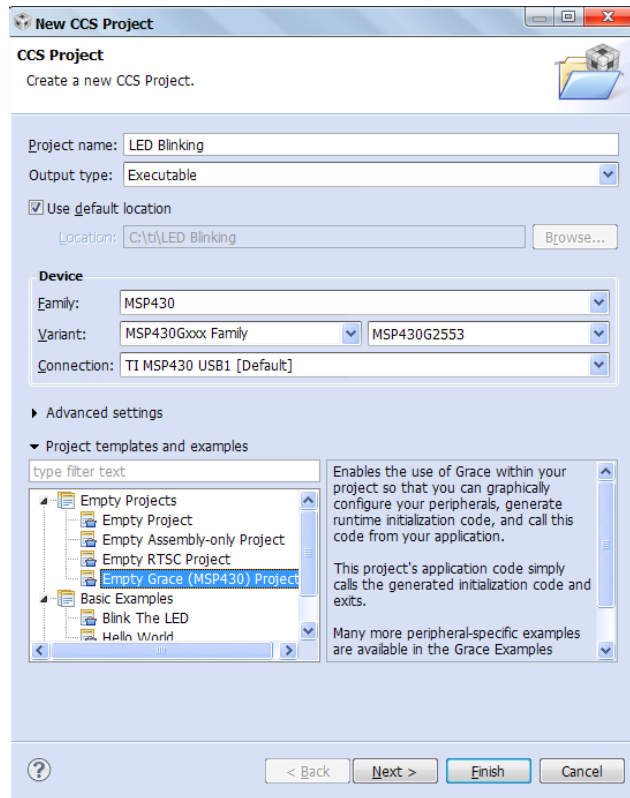 New CCS Project
CCS Project
Create a new CCS Project.
Project name: LED Blinking
Output type: Executable
Use default location
Location: C:\ti\LED Blinking Browse...
Device
Family: MSP430
Variant: MSP430Gxxx Family MSP430G2553
Connection: TI MSP430 USB1 [Default]
Advanced settings
Project templates and examples
type filter text
Empty Projects
Empty Project
Empty Assembly-only Project
Empty RTSC Project
Empty Grace (MSP430) Project
Basic Examples
Blink The LED
Hello World
Enables the use of Grace within your
project so that you can graphically
configure your peripherals, generate
runtime initialization code, and call this
code from your application.
This project's application code simply
calls the generated initialization code and
exits.
Many more peripheral-specific examples
are available in the Grace Examples
? < Back Next > Finish Cancel